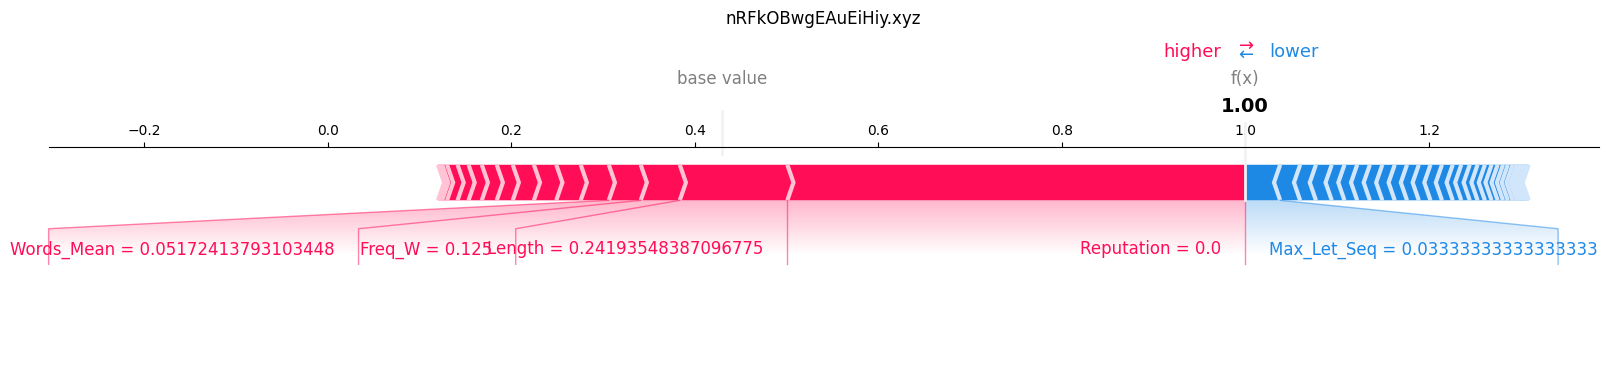 nRFkOBwgEAuEiHiy.xyz
higher ⇄ lower
base value f(x)
1.00
−0.2 0.0 0.2 0.4 0.6 0.8 1.0 1.2
Words_Mean = 0.05172413793103448 Freq_W = 0.125 Length = 0.24193548387096775 Reputation = 0.0 Max_Let_Seq = 0.03333333333333333